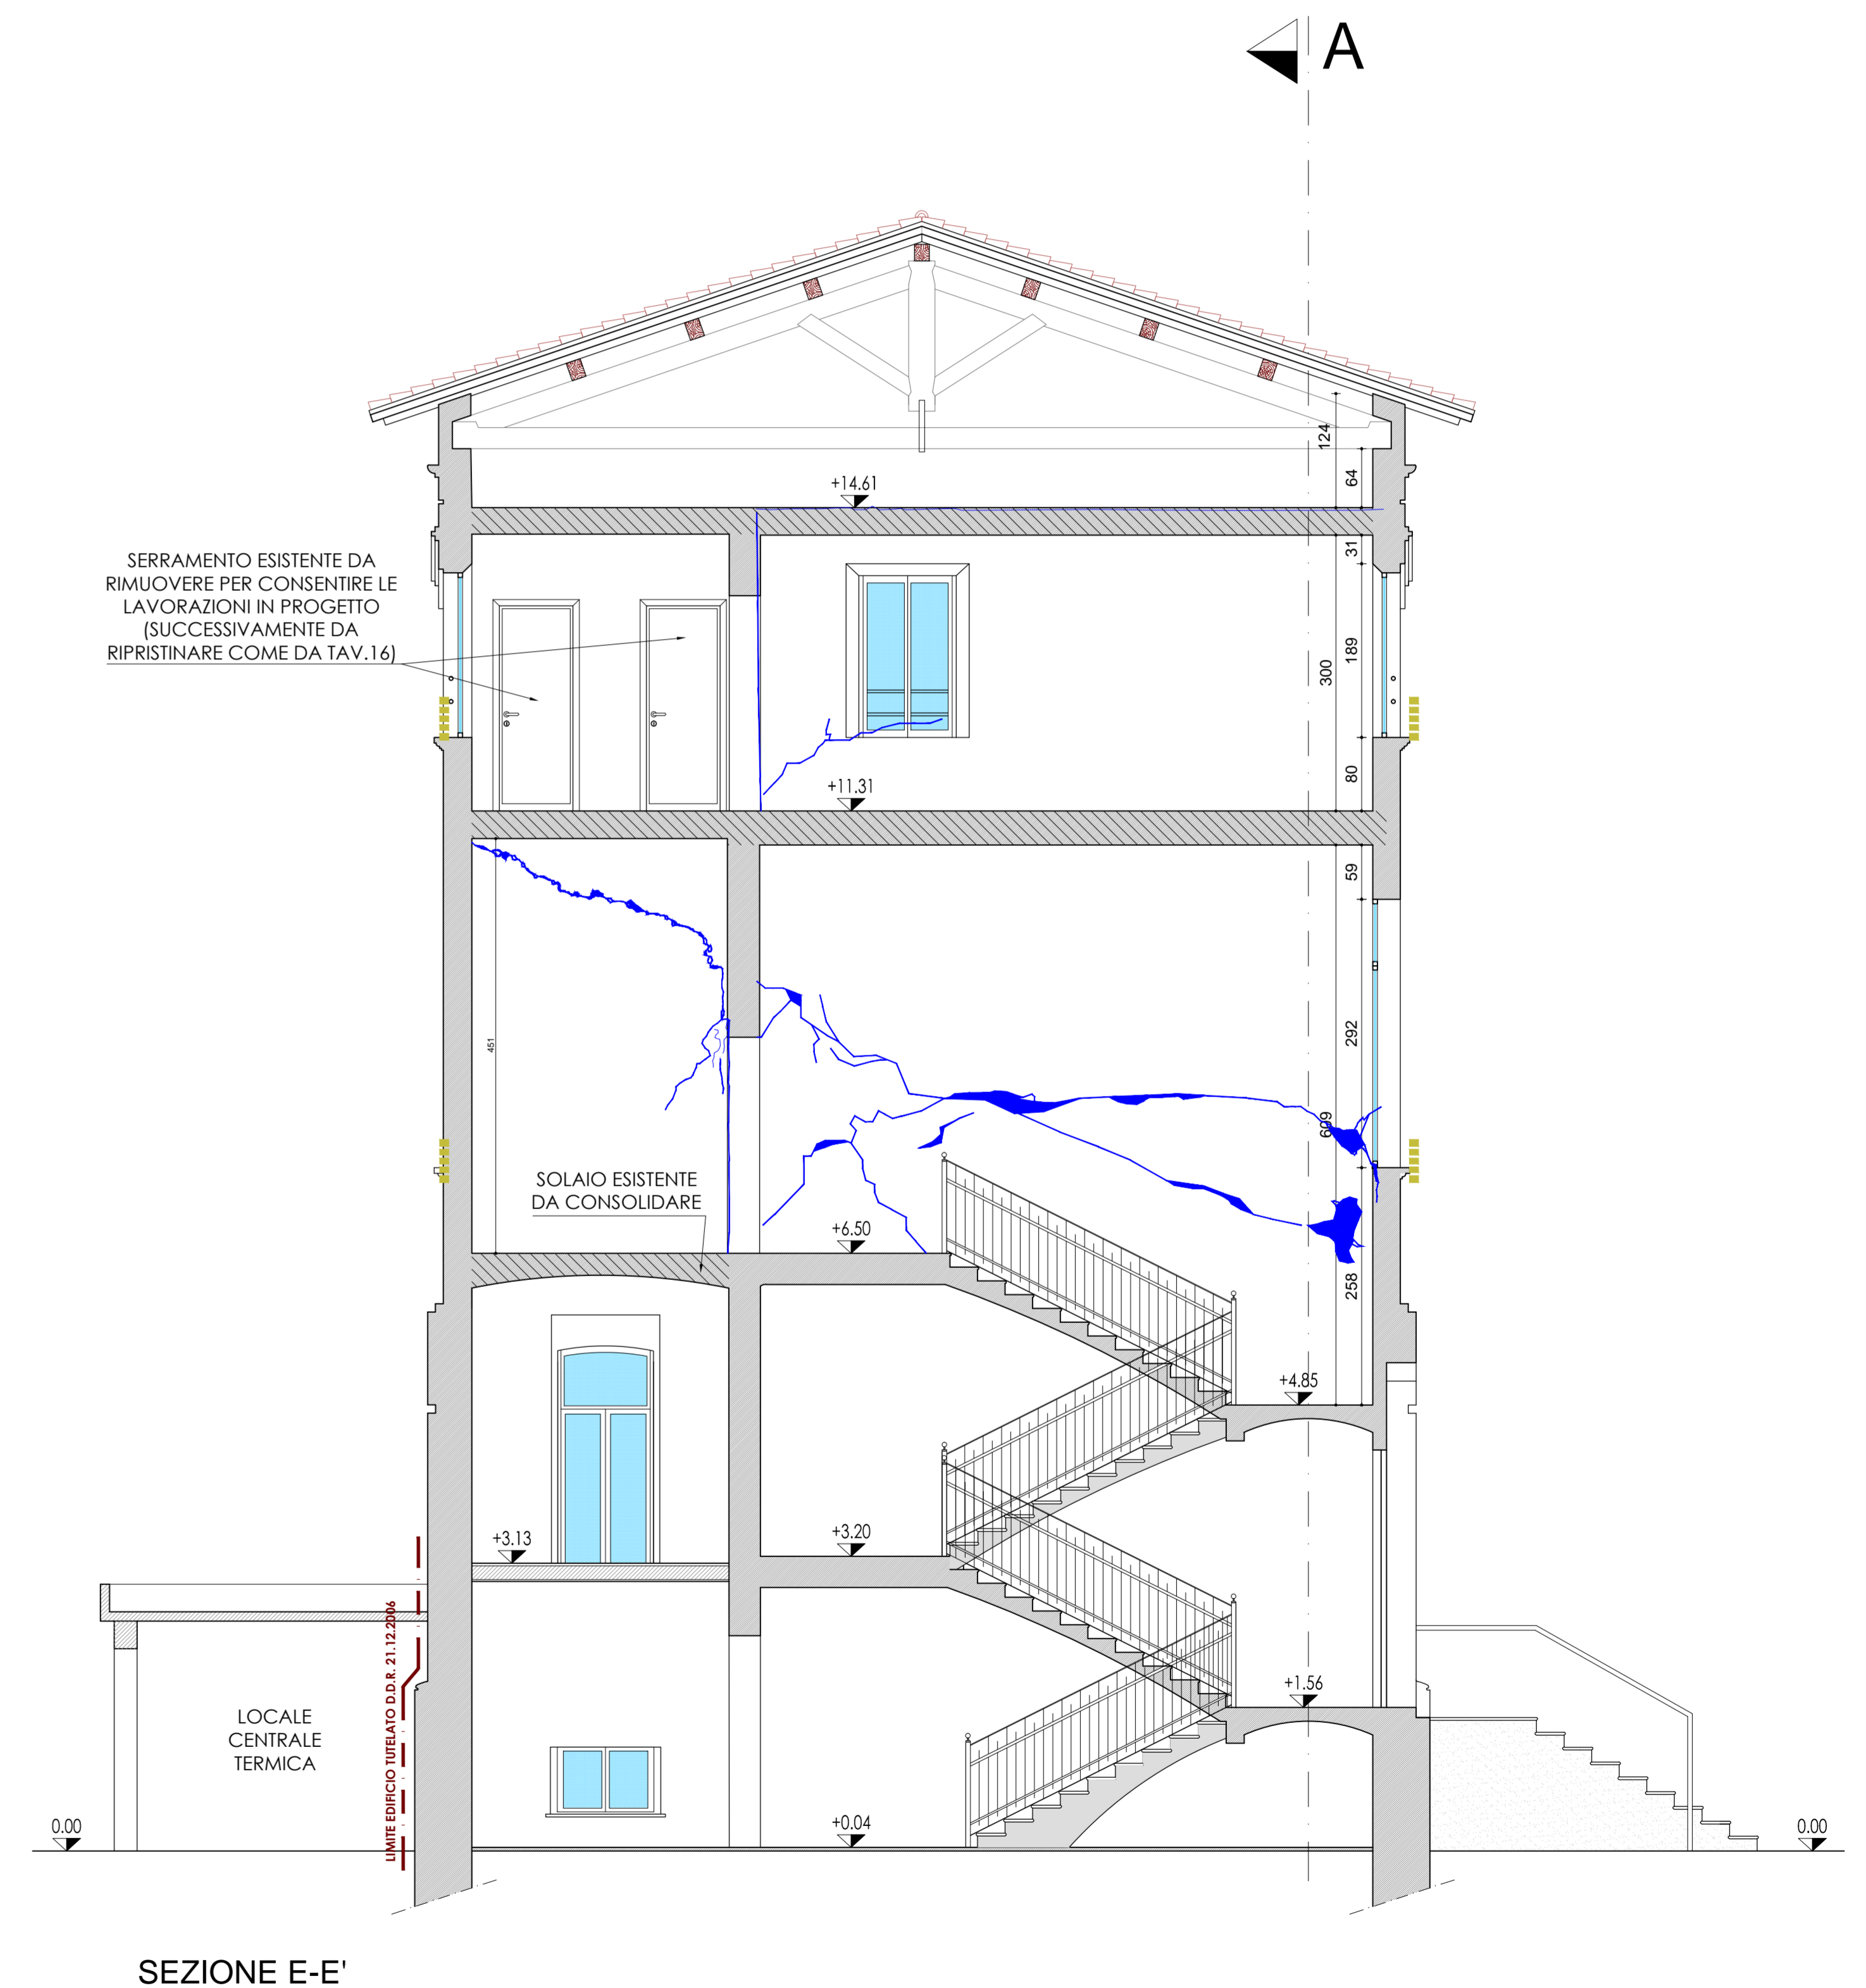 A
124
64
+14.61
31
SERRAMENTO ESISTENTE DA
RIMUOVERE PER CONSENTIRE LE
LAVORAZIONI IN PROGETTO
(SUCCESSIVAMENTE DA
RIPRISTINARE COME DA TAV.16)
189
300
80
+11.31
59
451
292
609
SOLAIO ESISTENTE
DA CONSOLIDARE
+6.50
258
+4.85
+3.13
+3.20
LIMITE EDIFICIO TUTELATO D.D.R. 21.12.2006
+1.56
LOCALE
CENTRALE
TERMICA
0.00
+0.04
0.00
SEZIONE E-E'